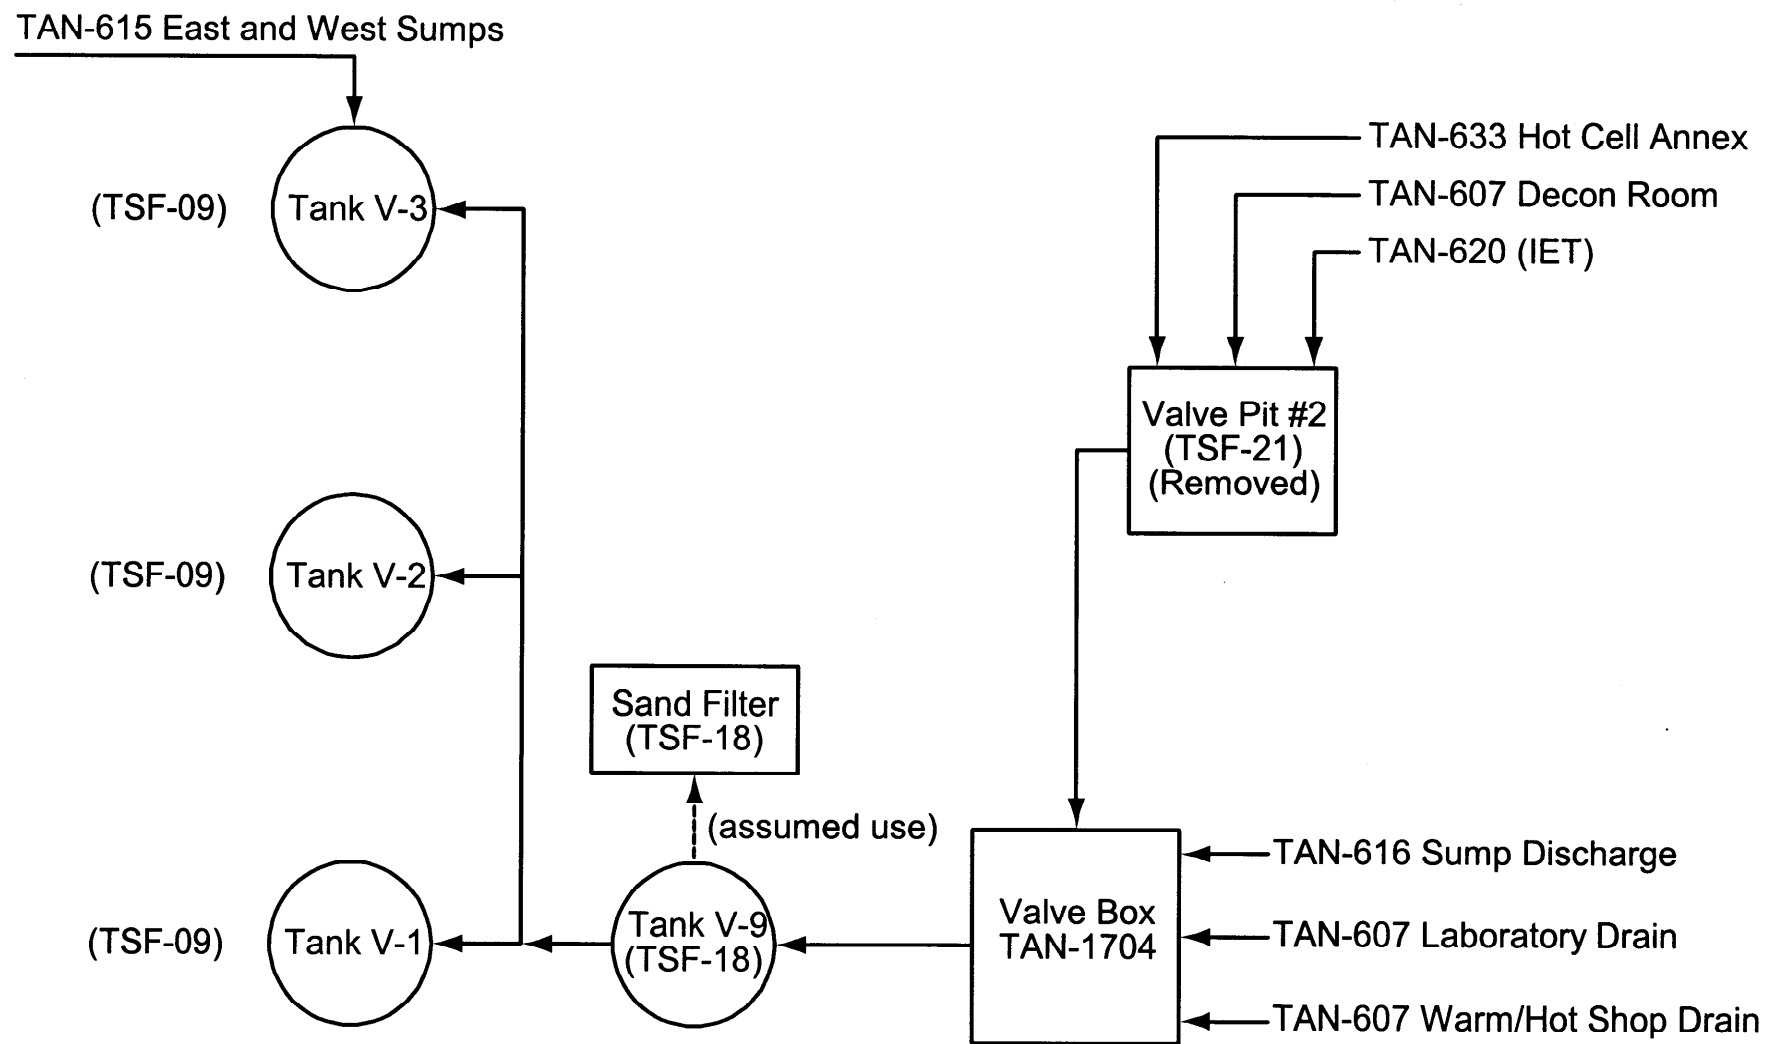 TAN-615 East and West Sumps
TAN-633 Hot Cell Annex
TAN-607 Decon Room
TAN-620 (IET)
(TSF-09)
Tank V-3
Valve Pit #2
(TSF-21)
(Removed)
(TSF-09)
Tank V-2
Sand Filter
(TSF-18)
(assumed use)
TAN-616 Sump Discharge
(TSF-09)
Tank V-1
Tank V-9
(TSF-18)
Valve Box
TAN-1704
TAN-607 Laboratory Drain
TAN-607 Warm/Hot Shop Drain